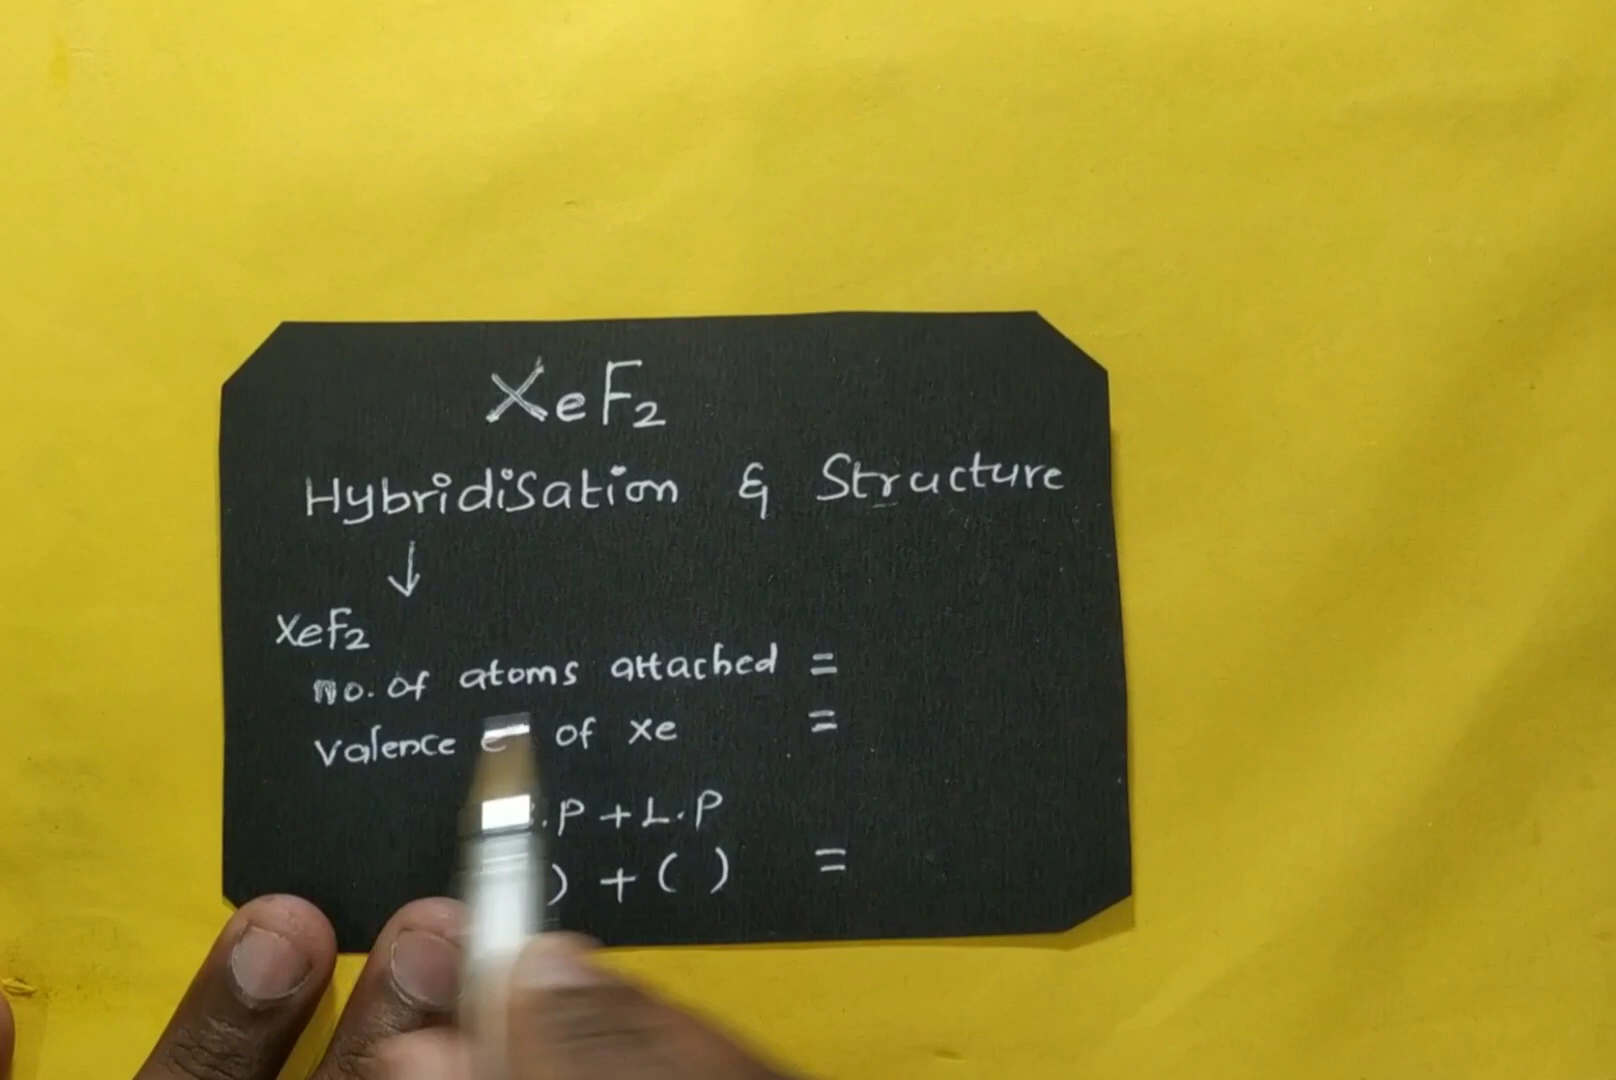 XeF₂
Hybridisation & Structure
↓
XeF₂
no. of atoms attached =
Valence e⁻ of xe =
.P + L.P
) + ( ) =